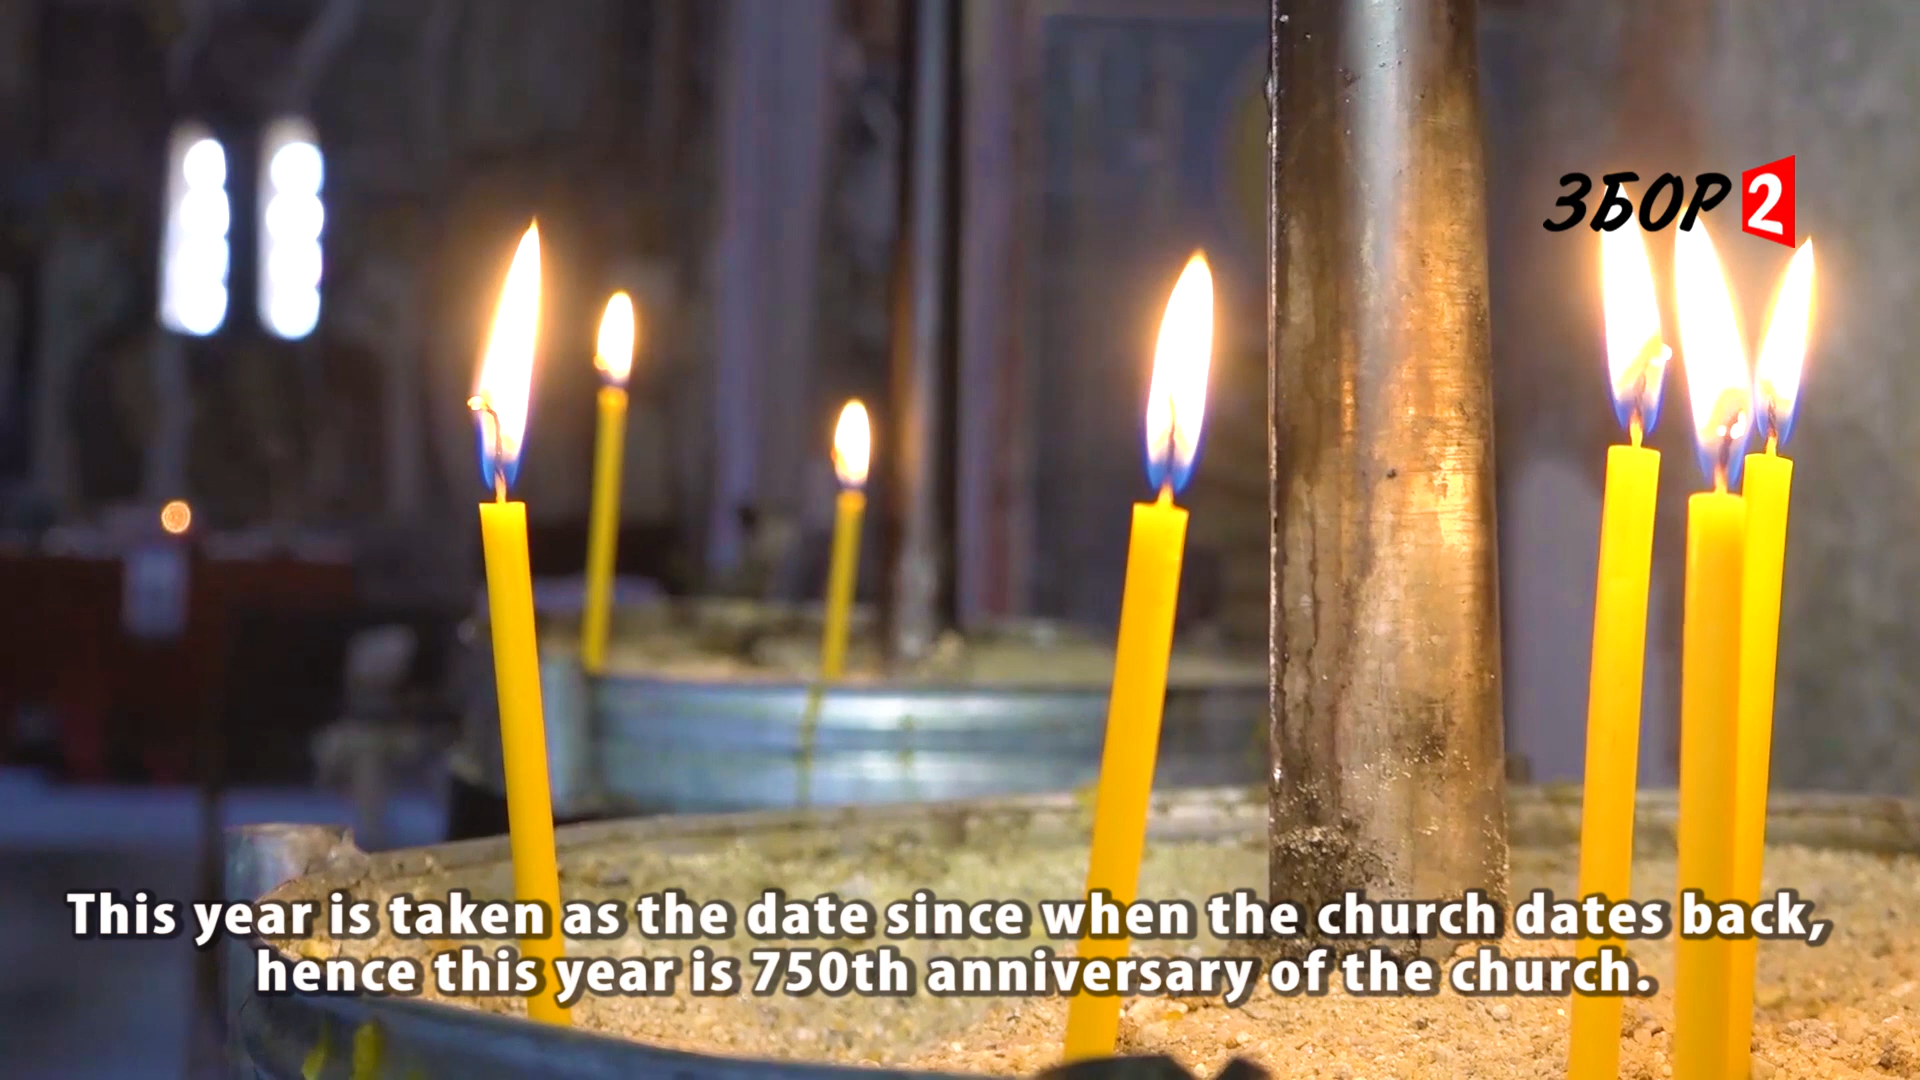 ЗБОР 2
This year is taken as the date since when the church dates back,
hence this year is 750th anniversary of the church.